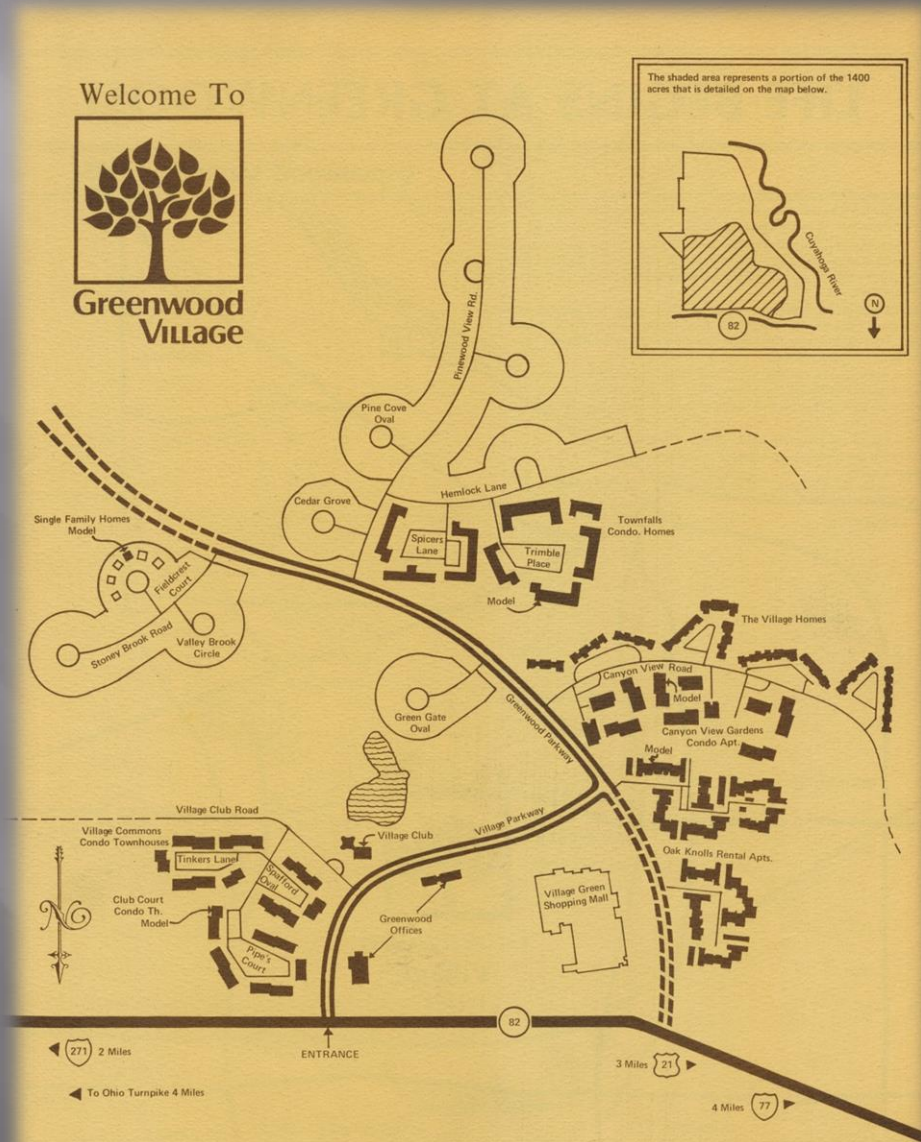 Welcome To
Greenwood
VILLAGE
The shaded area represents a portion of the 1400
acres that is detailed on the map below.
Cuyahoga River
N
82
Pinewood View Rd.
Pine Cove
Oval
Hemlock Lane
Cedar Grove
Spicers
Lane
Trimble
Place
Townfalls
Condo. Homes
Model
Single Family Homes
Model
Fieldcrest
Court
Stoney Brook Road
Valley Brook
Circle
The Village Homes
Canyon View Road
Model
Canyon View Gardens
Condo Apt.
Model
Green Gate
Oval
Greenwood Parkway
Village Parkway
Village Club Road
Village Club
Village Commons
Condo Townhouses
Tinkers Lane
Spafford
Oval
Club Court
Condo Th.
Model
Pipe's
Court
Greenwood
Offices
Village Green
Shopping Mall
Oak Knolls Rental Apts.
N
82
ENTRANCE
271 2 Miles
To Ohio Turnpike 4 Miles
3 Miles 21
4 Miles 77